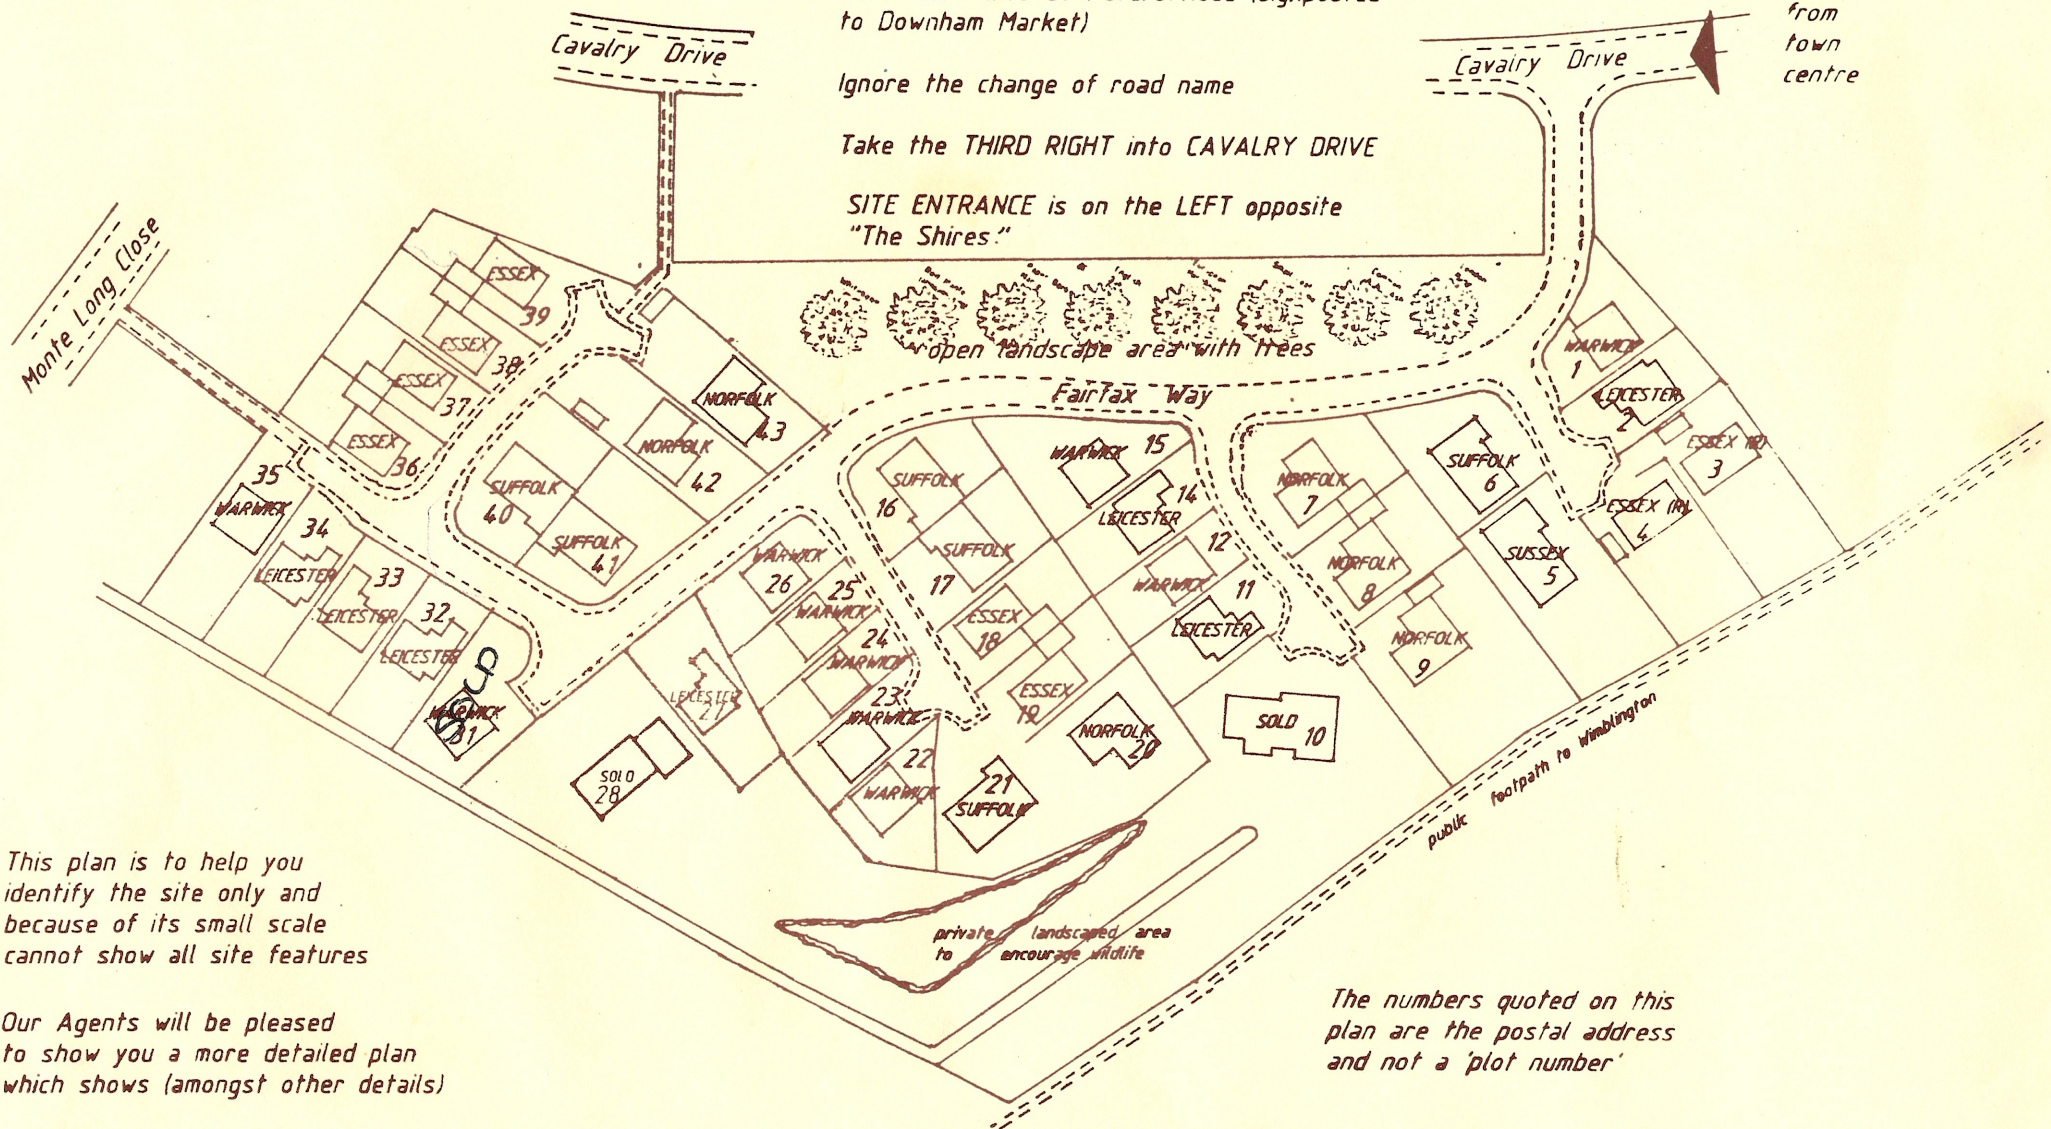 to Downham Market)
Ignore the change of road name
Take the THIRD RIGHT into CAVALRY DRIVE
SITE ENTRANCE is on the LEFT opposite
"The Shires."
Cavalry Drive
Cavalry Drive
from
town
centre
Monte Long Close
open landscape area with trees
Fairfax Way
WARWICK
1
LEICESTER
2
ESSEX (R)
3
ESSEX (R)
4
SUSSEX
5
SUFFOLK
6
NORFOLK
7
NORFOLK
8
NORFOLK
9
SOLD 10
11
LEICESTER
12
WARWICK
14
LEICESTER
WARWICK 15
SUFFOLK
16
SUFFOLK
17
ESSEX
18
ESSEX
19
NORFOLK
20
21
SUFFOLK
22
WARWICK
23
WARWICK
24
WARWICK
25
WARWICK
WARWICK
26
LEICESTER
27
SOLD
28
WARWICK
31
SOLD
32
LEICESTER
33
LEICESTER
34
LEICESTER
35
WARWICK
ESSEX
36
ESSEX
37
ESSEX
38
ESSEX
39
SUFFOLK
40
SUFFOLK
41
NORFOLK
42
NORFOLK
43
public footpath to Wimblington
private landscaped area
to encourage wildlife
This plan is to help you
identify the site only and
because of its small scale
cannot show all site features
Our Agents will be pleased
to show you a more detailed plan
which shows (amongst other details)
The numbers quoted on this
plan are the postal address
and not a 'plot number'